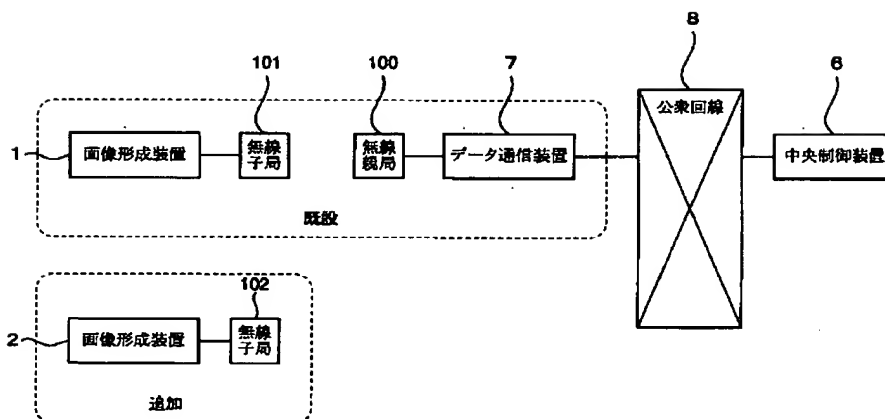 8
101
100
7
6
公衆回線
1
画像形成装置
無線
子局
無線
親局
データ通信装置
中央制御装置
既設
102
2
画像形成装置
無線
子局
追加